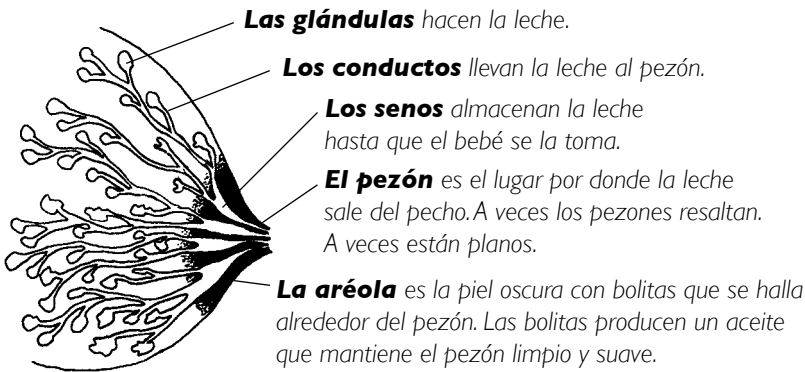 Las glándulas hacen la leche.
Los conductos llevan la leche al pezón.
Los senos almacenan la leche
hasta que el bebé se la toma.
El pezón es el lugar por donde la leche
sale del pecho. A veces los pezones resaltan.
A veces están planos.
La aréola es la piel oscura con bolitas que se halla
alrededor del pezón. Las bolitas producen un aceite
que mantiene el pezón limpio y suave.